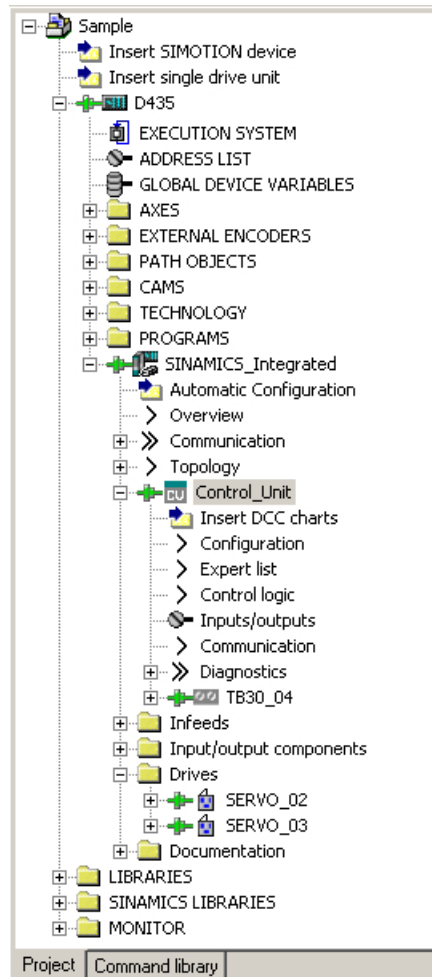 Sample
Insert SIMOTION device
Insert single drive unit
D435
EXECUTION SYSTEM
ADDRESS LIST
GLOBAL DEVICE VARIABLES
AXES
EXTERNAL ENCODERS
PATH OBJECTS
CAMS
TECHNOLOGY
PROGRAMS
SINAMICS_Integrated
Automatic Configuration
Overview
Communication
Topology
CU Control_Unit
Insert DCC charts
Configuration
Expert list
Control logic
Inputs/outputs
Communication
Diagnostics
TB30_04
Infeeds
Input/output components
Drives
SERVO_02
SERVO_03
Documentation
LIBRARIES
SINAMICS LIBRARIES
MONITOR
Project Command library